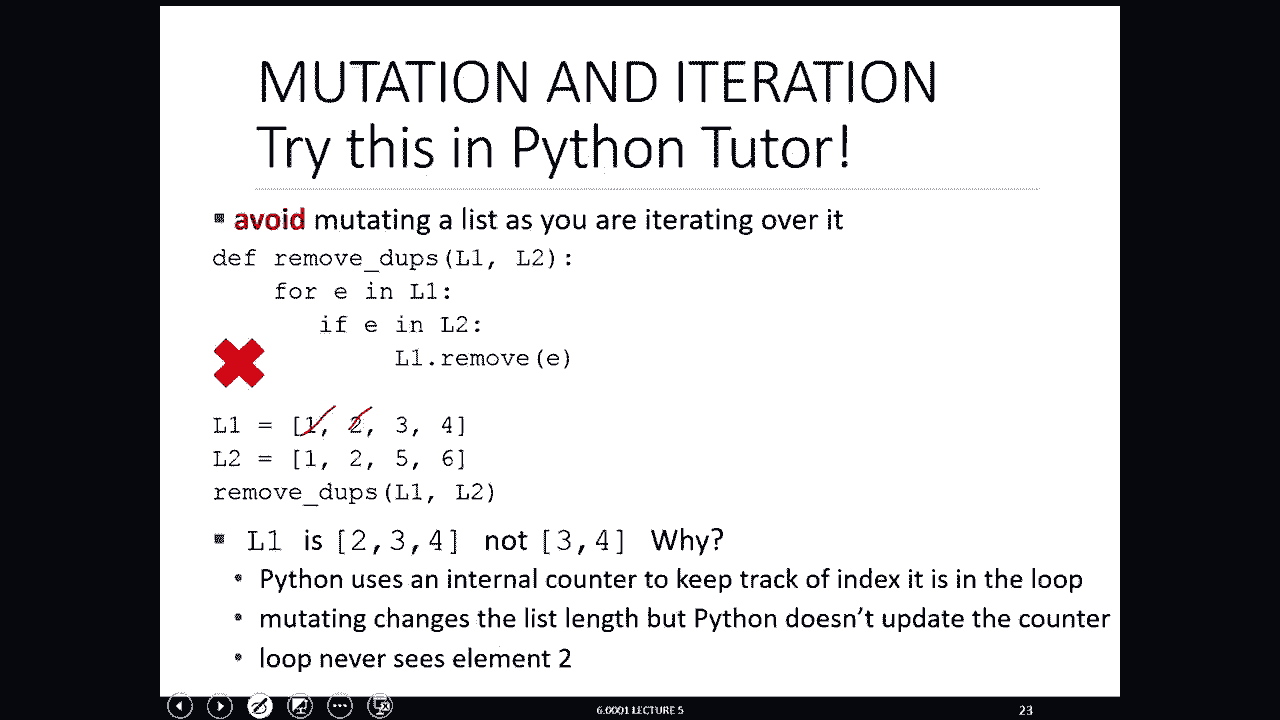 MUTATION AND ITERATION
Try this in Python Tutor!
▪ avoid mutating a list as you are iterating over it
def remove_dups(L1, L2):
    for e in L1:
       if e in L2:
            L1.remove(e)
L1 = [1, 2, 3, 4]
L2 = [1, 2, 5, 6]
remove_dups(L1, L2)
▪ L1 is [2,3,4] not [3,4] Why?
• Python uses an internal counter to keep track of index it is in the loop
• mutating changes the list length but Python doesn’t update the counter
• loop never sees element 2
6.0001 LECTURE 5
23